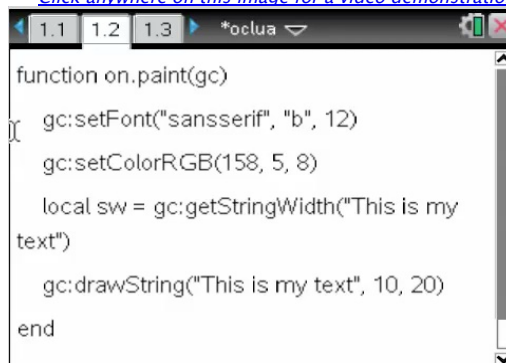 Click anywhere on this image for a video demonstration
1.1 1.2 1.3 *oclua
function on.paint(gc)
gc:setFont("sansserif", "b", 12)
gc:setColorRGB(158, 5, 8)
local sw = gc:getStringWidth("This is my
text")
gc:drawString("This is my text", 10, 20)
end